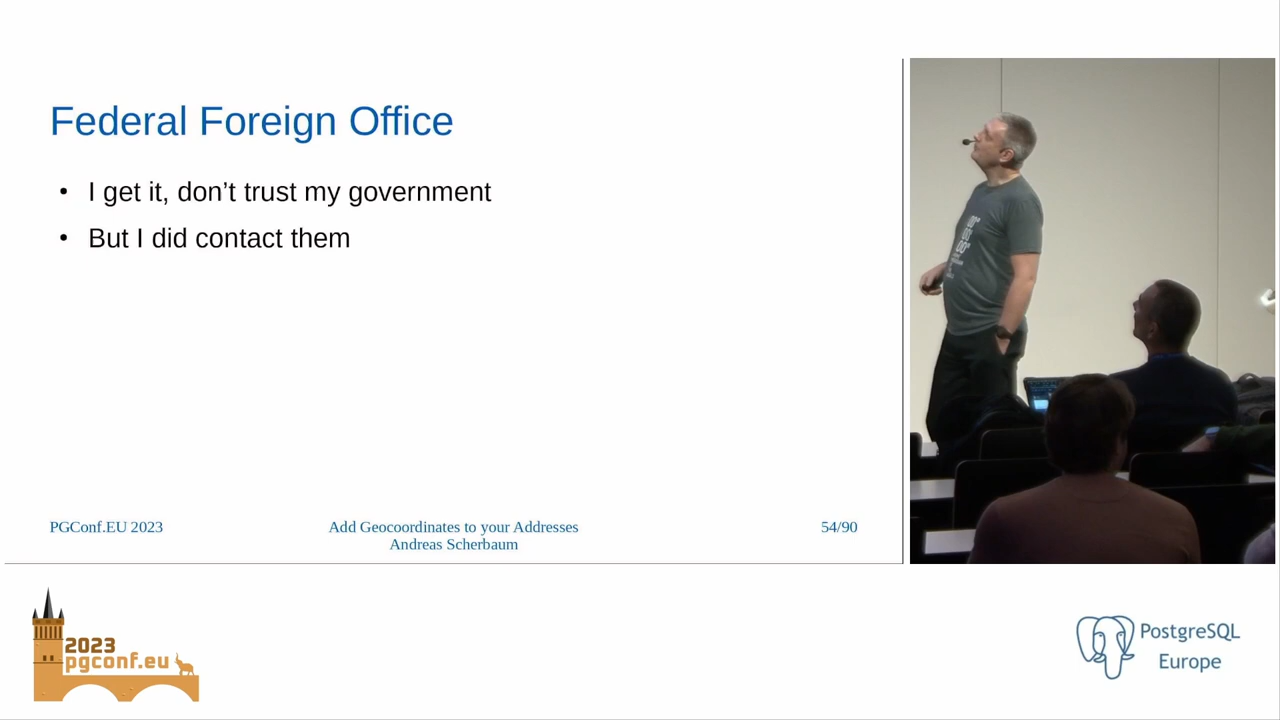 Federal Foreign Office
• I get it, don’t trust my government
• But I did contact them
PGConf.EU 2023
Add Geocoordinates to your Addresses
Andreas Scherbaum
54/90
2023
pgconf.eu
PostgreSQL
Europe